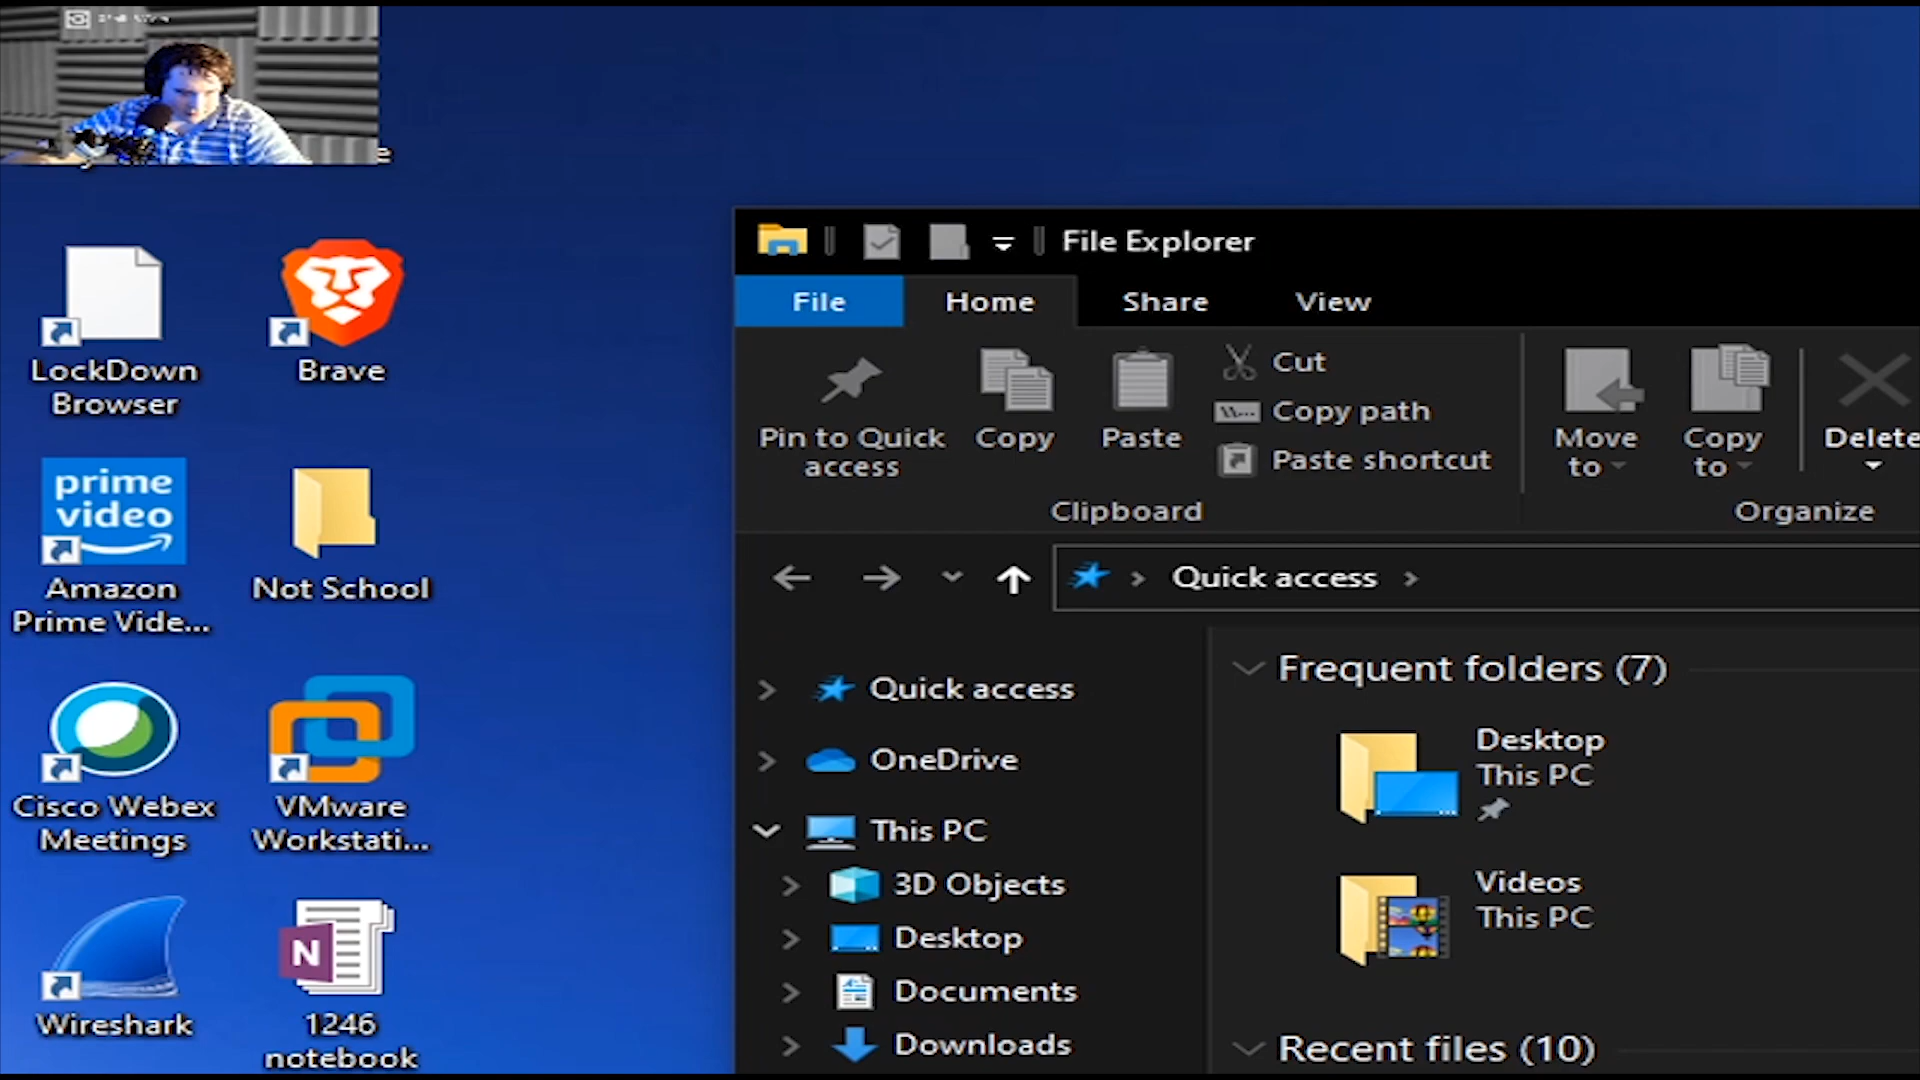 LockDown
Browser
Brave
prime
video
Amazon
Prime Vide...
Not School
Cisco Webex
Meetings
VMware
Workstati...
Wireshark
N
1246
notebook
File Explorer
File
Home
Share
View
Pin to Quick
access
Copy
Paste
Cut
Copy path
Paste shortcut
Move
to
Copy
to
Delete
Clipboard
Organize
Quick access
Quick access
OneDrive
This PC
3D Objects
Desktop
Documents
Downloads
Frequent folders (7)
Desktop
This PC
Videos
This PC
Recent files (10)